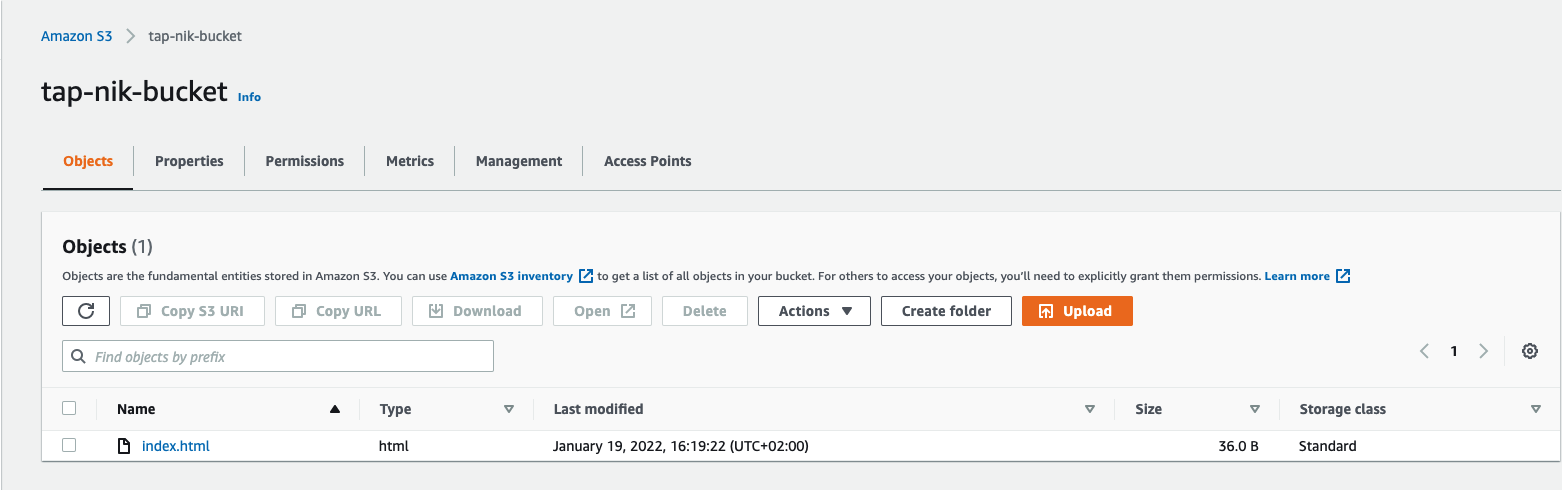 Amazon S3 > tap-nik-bucket
tap-nik-bucket Info
Objects Properties Permissions Metrics Management Access Points
Objects (1)
Objects are the fundamental entities stored in Amazon S3. You can use Amazon S3 inventory to get a list of all objects in your bucket. For others to access your objects, you'll need to explicitly grant them permissions. Learn more
Copy S3 URI Copy URL Download Open Delete Actions Create folder Upload
Find objects by prefix
1
Name Type Last modified Size Storage class
index.html html January 19, 2022, 16:19:22 (UTC+02:00) 36.0 B Standard